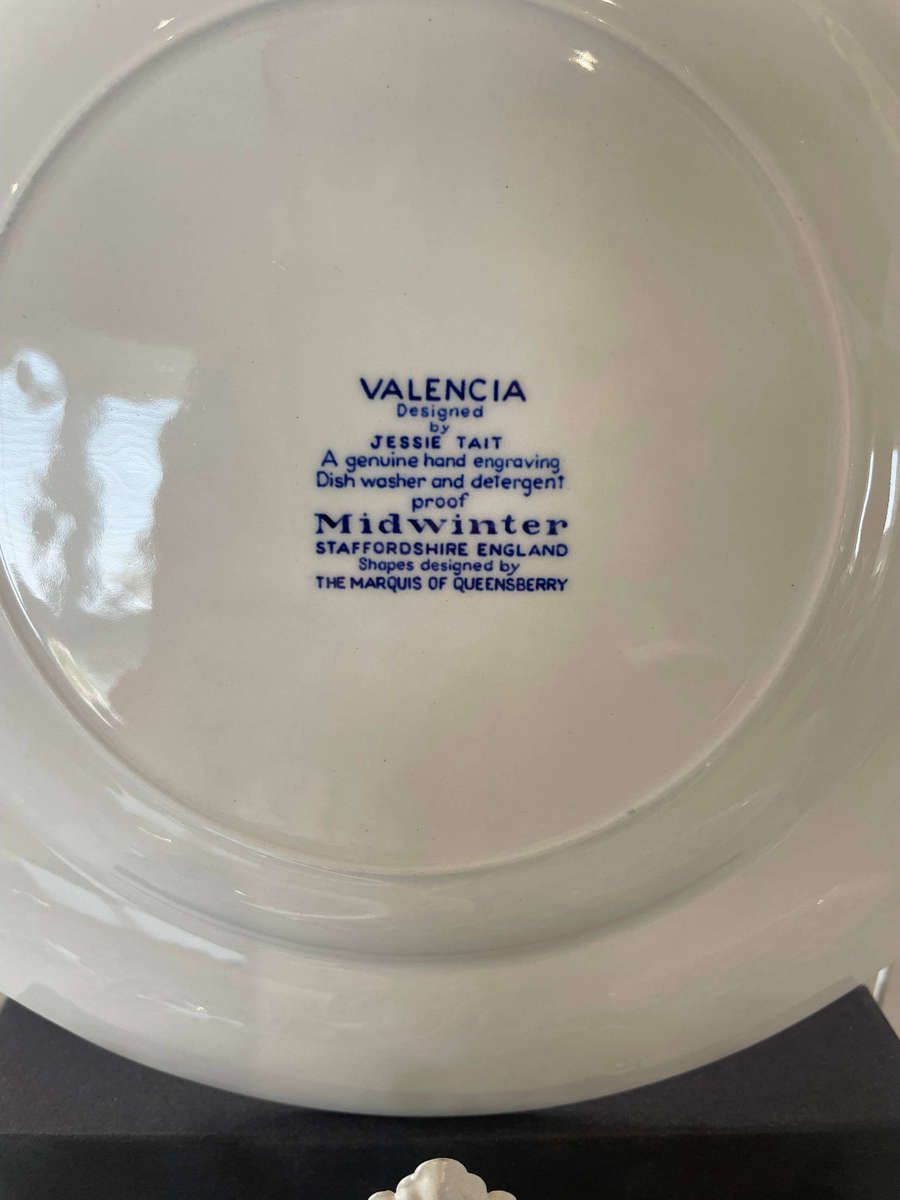 VALENCIA
Designed
by
JESSIE TAIT
A genuine hand engraving
Dish washer and detergent
proof
Midwinter
STAFFORDSHIRE ENGLAND
Shapes designed by
THE MARQUIS OF QUEENSBERRY